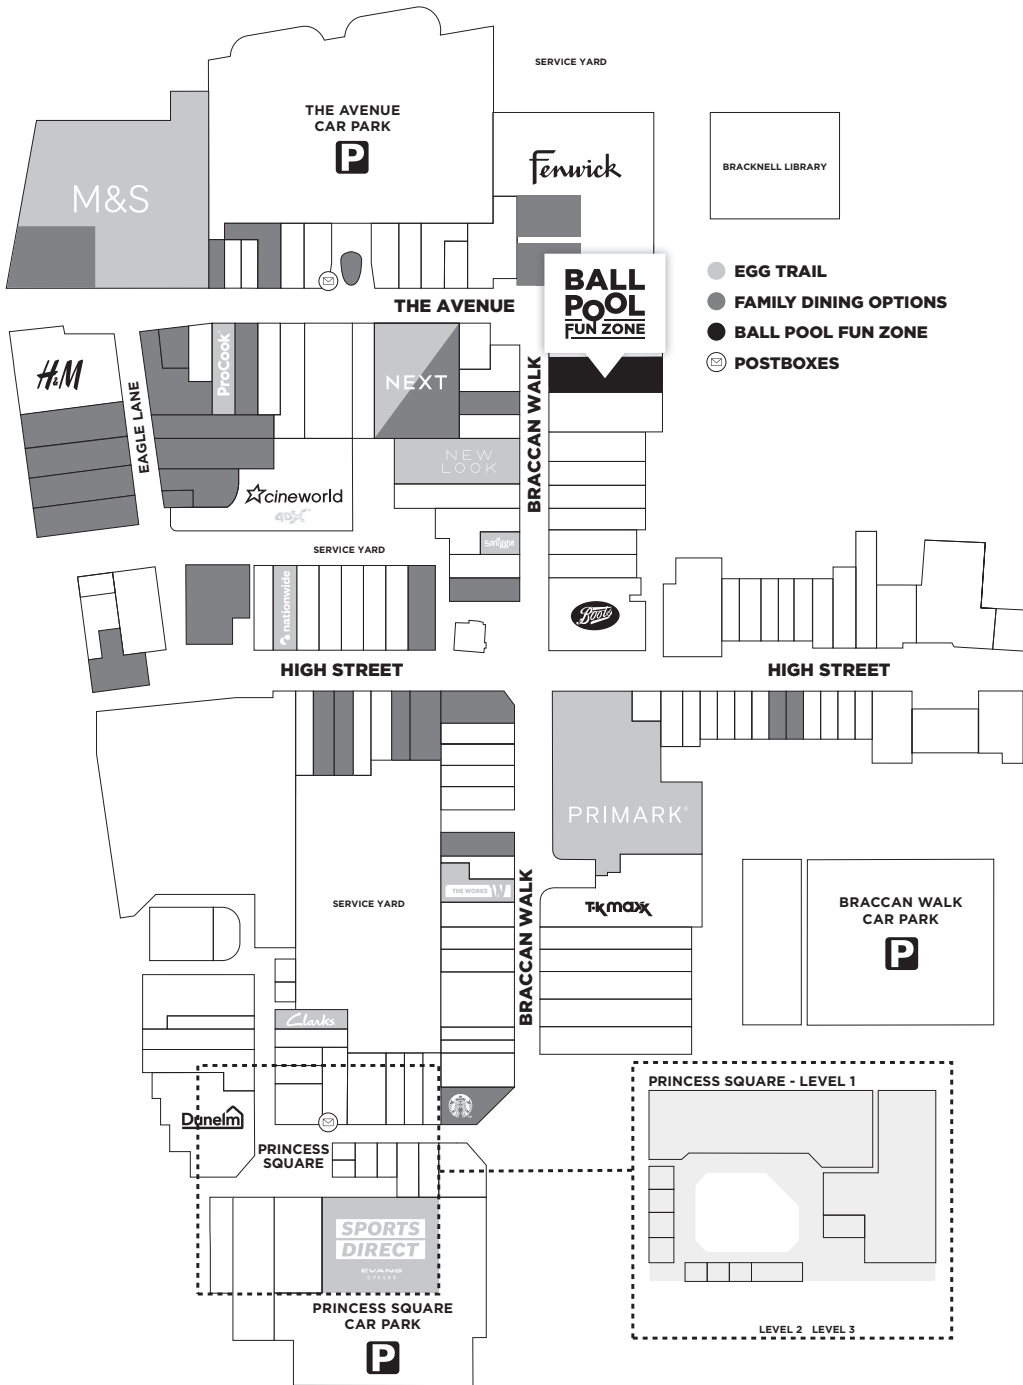 SERVICE YARD
THE AVENUE
CAR PARK
P
Fenwick
BRACKNELL LIBRARY
M&S
EGG TRAIL
FAMILY DINING OPTIONS
BALL POOL FUN ZONE
POSTBOXES
BALL
POOL
FUN ZONE
THE AVENUE
H&M
EAGLE LANE
ProCook
NEXT
BRACCAN WALK
NEW
LOOK
cineworld
4DX
SERVICE YARD
Smiggle
nationwide
Boots
HIGH STREET
HIGH STREET
PRIMARK
THE WORKS W
TK maxx
SERVICE YARD
BRACCAN WALK
BRACCAN WALK
CAR PARK
P
Clarks
Dunelm
PRINCESS
SQUARE
SPORTS
DIRECT
EVANS
CYCLES
PRINCESS SQUARE
CAR PARK
P
PRINCESS SQUARE - LEVEL 1
LEVEL 2 LEVEL 3